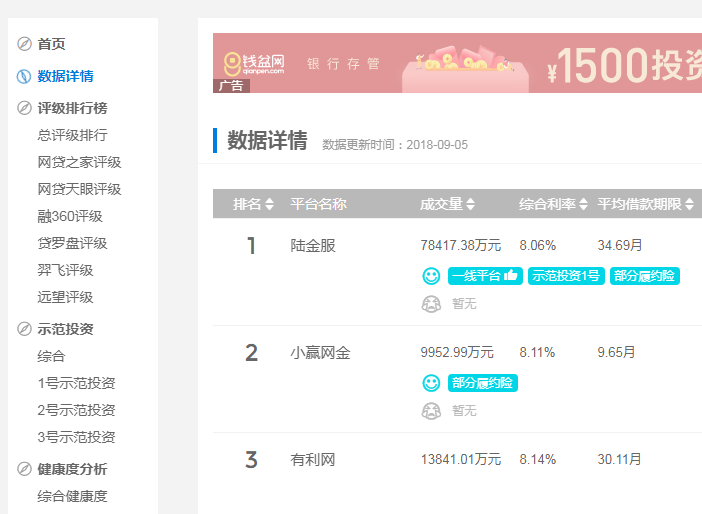 首页
数据详情
评级排行榜
总评级排行
网贷之家评级
网贷天眼评级
融360评级
贷罗盘评级
羿飞评级
远望评级
示范投资
综合
1号示范投资
2号示范投资
3号示范投资
健康度分析
综合健康度
钱盆网
qianpen.com
银行存管
¥1500投资
广告
数据详情 数据更新时间：2018-09-05
排名 平台名称 成交量 综合利率 平均借款期限
1 陆金服 78417.38万元 8.06% 34.69月
一线平台 示范投资1号 部分履约险
暂无
2 小赢网金 9952.99万元 8.11% 9.65月
部分履约险
暂无
3 有利网 13841.01万元 8.14% 30.11月